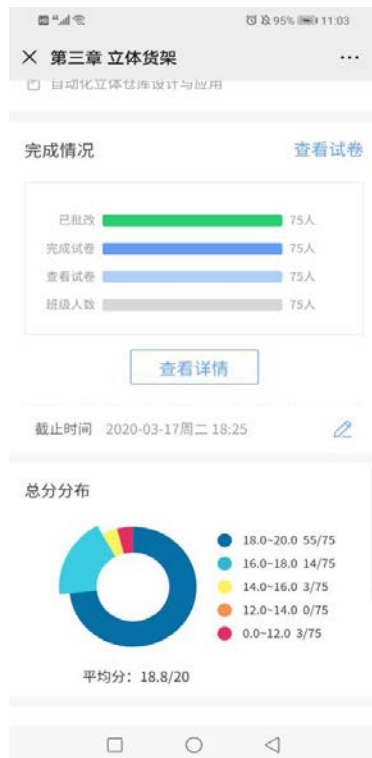 95% 11:03
第三章 立体货架
自动化立体仓库设计与应用
完成情况 查看试卷
已批改 75人
完成试卷 75人
查看试卷 75人
班级人数 75人
查看详情
截止时间 2020-03-17周二 18:25
总分分布
18.0~20.0 55/75
16.0~18.0 14/75
14.0~16.0 3/75
12.0~14.0 0/75
0.0~12.0 3/75
平均分：18.8/20